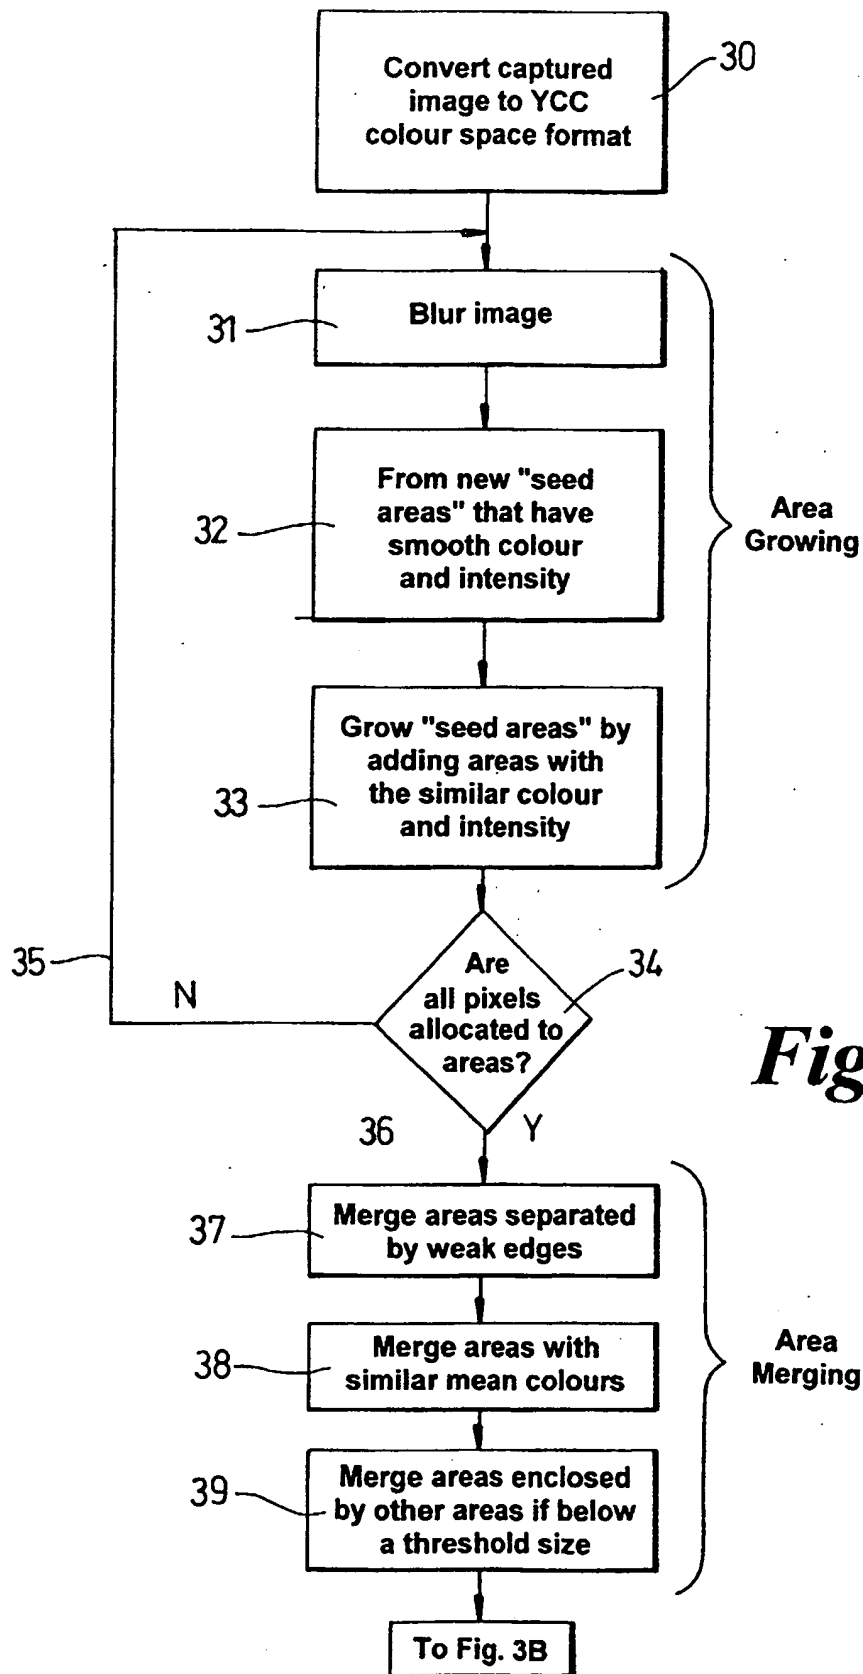 Convert captured
image to YCC
colour space format
30
Blur image
31
From new "seed
areas" that have
smooth colour
and intensity
32
Area
Growing
Grow "seed areas" by
adding areas with
the similar colour
and intensity
33
35
N
Are
all pixels
allocated to
areas?
34
Fig
36
Y
Merge areas separated
by weak edges
37
Merge areas with
similar mean colours
38
Area
Merging
Merge areas enclosed
by other areas if below
a threshold size
39
To Fig. 3B